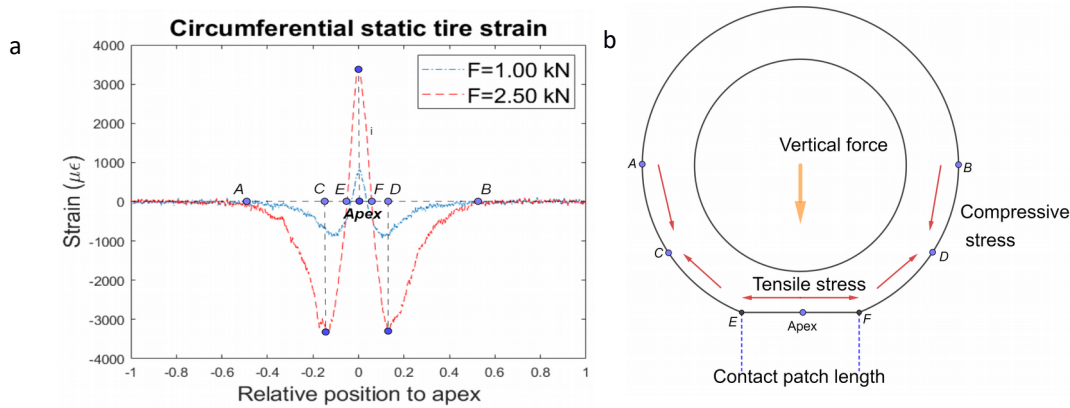 a
Circumferential static tire strain
F=1.00 kN
F=2.50 kN
Strain (με)
4000
3000
2000
1000
0
-1000
-2000
-3000
-4000
A
C
E
F
D
B
Apex
i
-1
-0.8
-0.6
-0.4
-0.2
0
0.2
0.4
0.6
0.8
1
Relative position to apex
b
Vertical force
A
B
Compressive
stress
C
D
Tensile stress
E
Apex
F
Contact patch length